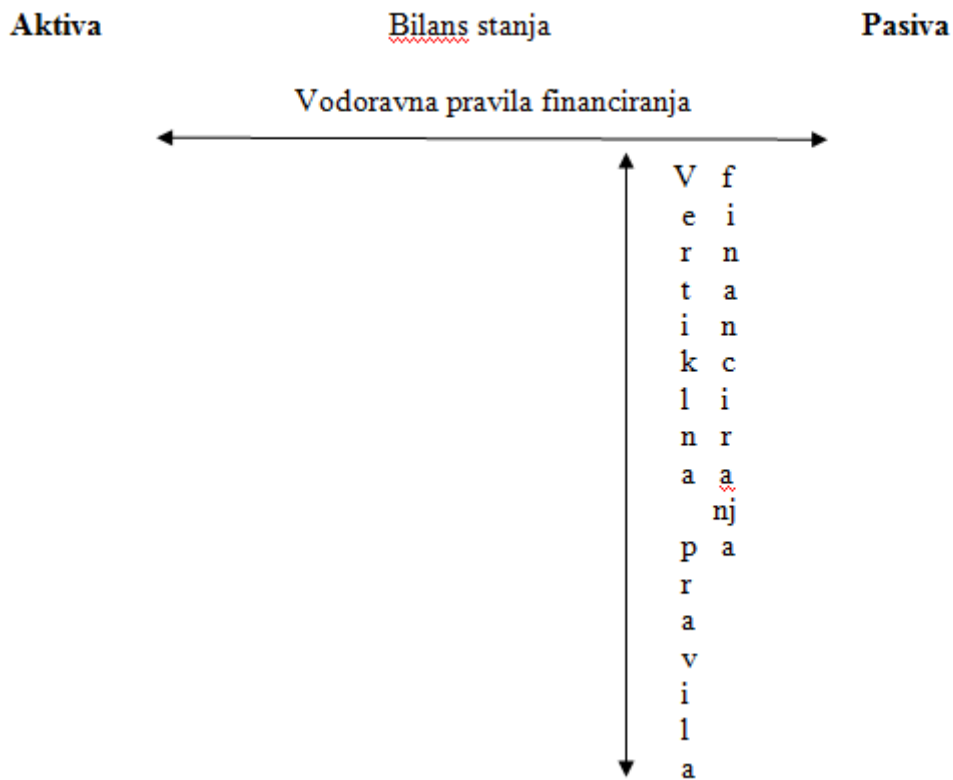 Aktiva Bilans stanja Pasiva
Vodoravna pravila financiranja
Vertiklna pravila
financiranja